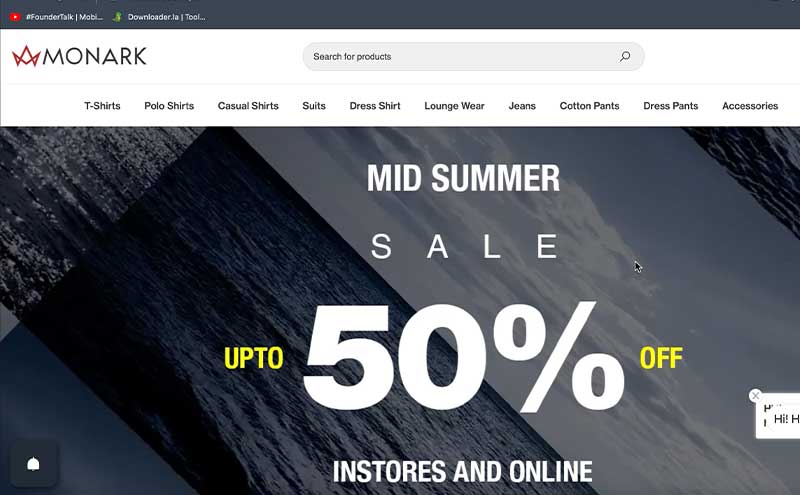 #FounderTalk | Mobi... Downloader.la | Tool...
MONARK
Search for products
T-Shirts Polo Shirts Casual Shirts Suits Dress Shirt Lounge Wear Jeans Cotton Pants Dress Pants Accessories
MID SUMMER
SALE
UPTO 50% OFF
Hi! H
INSTORES AND ONLINE